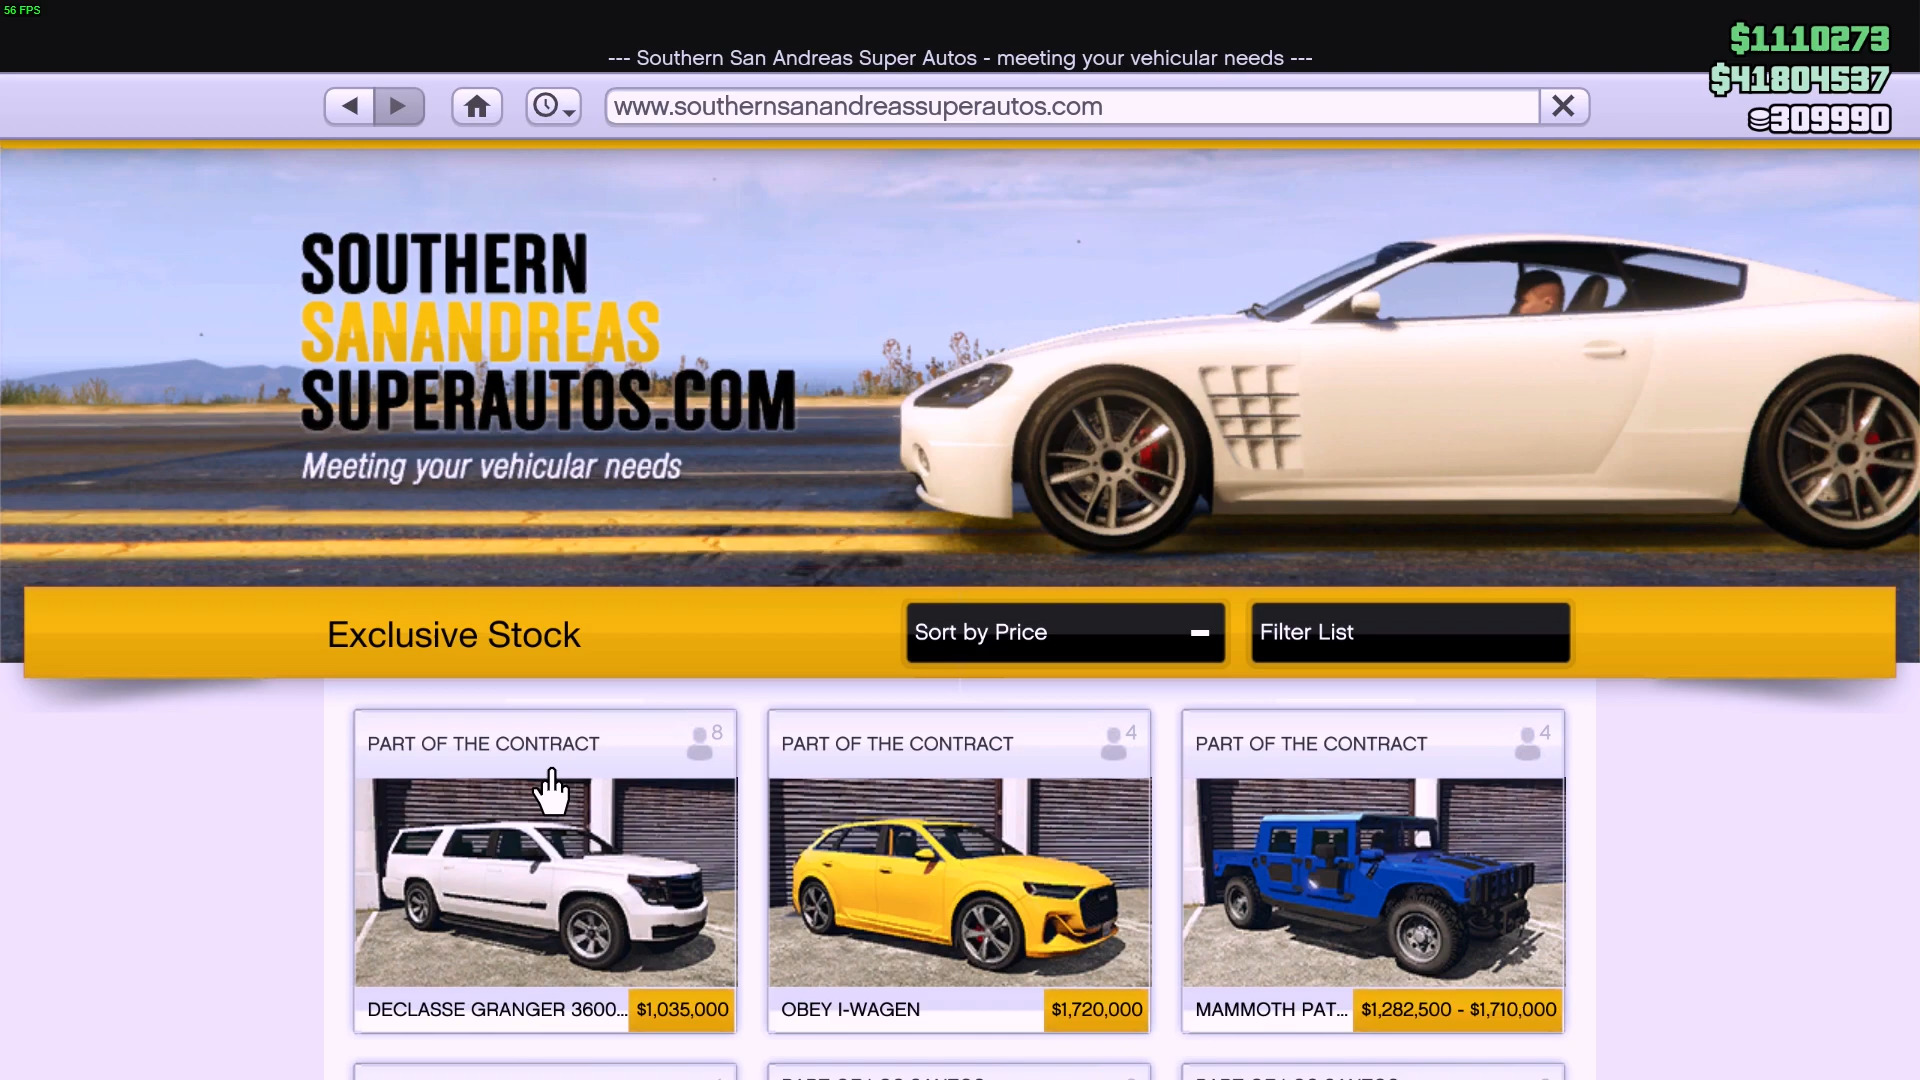 56 FPS
--- Southern San Andreas Super Autos - meeting your vehicular needs ---
$1110273
$41804537
309990
www.southernsanandreassuperautos.com
SOUTHERN
SANANDREAS
SUPERAUTOS.COM
Meeting your vehicular needs
Exclusive Stock
Sort by Price
Filter List
PART OF THE CONTRACT
8
PART OF THE CONTRACT
4
PART OF THE CONTRACT
4
DECLASSE GRANGER 3600...
$1,035,000
OBEY I-WAGEN
$1,720,000
MAMMOTH PAT...
$1,282,500 - $1,710,000